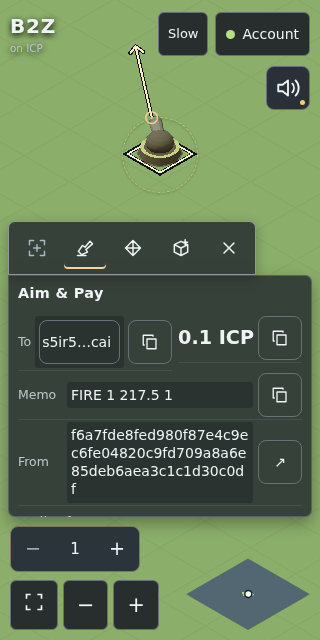 B2Z
on ICP
Slow
Account
Aim & Pay
To
s5ir5...cai
0.1 ICP
Memo
FIRE 1 217.5 1
From
f6a7fde8fed980f87e4c9e
c6fe04820c9fd709a8a6e
85deb6aea3c1c1d30c0d
f
1